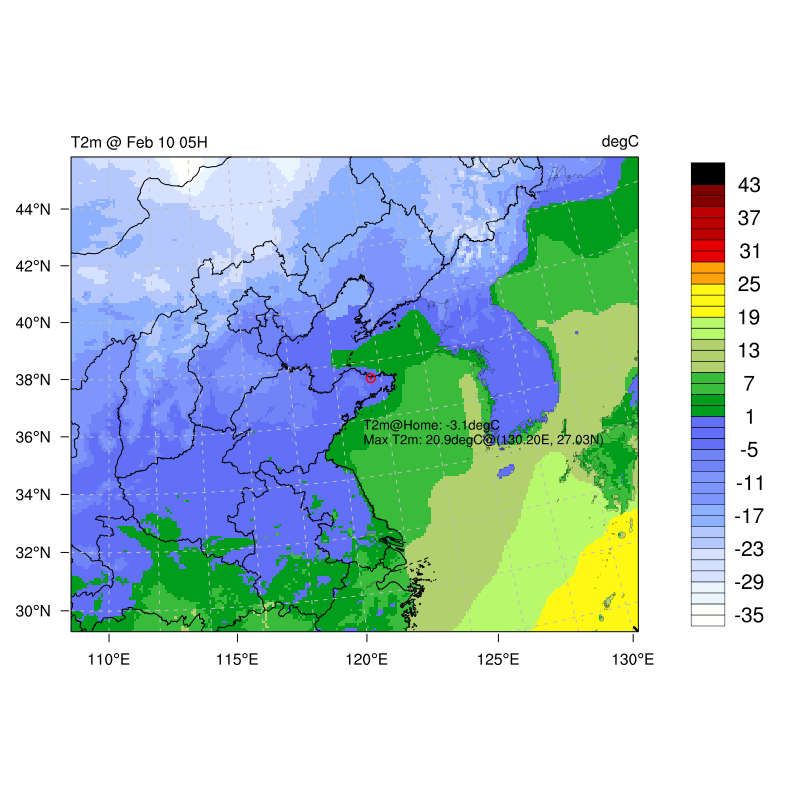 T2m @ Feb 10 05H
degC
44°N
42°N
40°N
38°N
36°N
34°N
32°N
30°N
110°E
115°E
120°E
125°E
130°E
T2m@Home: -3.1degC
Max T2m: 20.9degC@(130.20E, 27.03N)
43
37
31
25
19
13
7
1
-5
-11
-17
-23
-29
-35